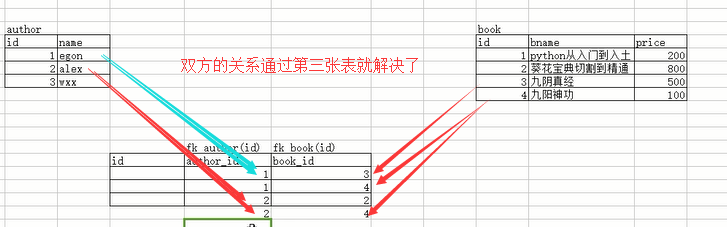 author
id name
1 egon
2 alex
3 wxx
双方的关系通过第三张表就解决了
book
id bname price
1 python从入门到入土 200
2 葵花宝典切割到精通 800
3 九阴真经 500
4 九阳神功 100
fk author(id) fk book(id)
id author_id book_id
1 3
1 4
2 2
2 4